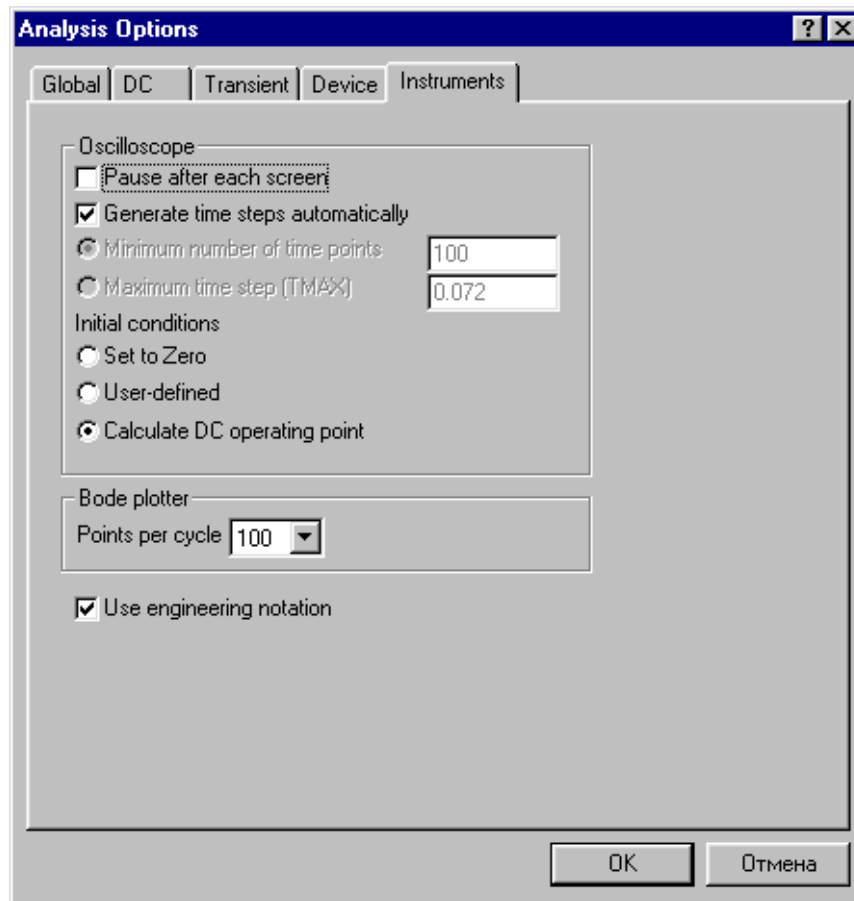 Analysis Options
Global DC Transient Device Instruments
Oscilloscope
Pause after each screen
Generate time steps automatically
Minimum number of time points 100
Maximum time step (TMAX) 0.072
Initial conditions
Set to Zero
User-defined
Calculate DC operating point
Bode plotter
Points per cycle 100
Use engineering notation
OK Отмена